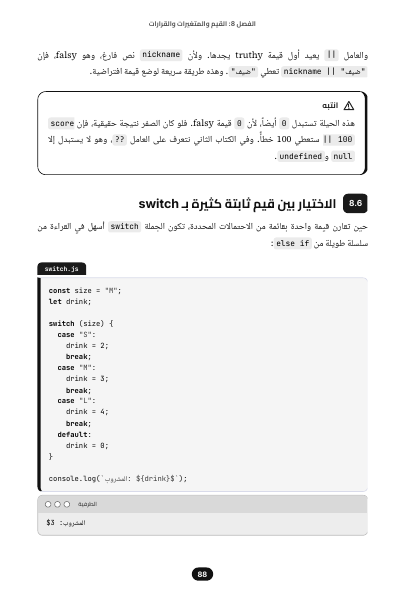 الفصل 8: القيم والمتغيرات والقرارات
والعامل || يعيد أول قيمة truthy يجدها. ولأن nickname نص فارغ، وهو falsy، فإن
nickname || "ضيف" تعطي "ضيف". وهذه طريقة سريعة لوضع قيمة افتراضية.
انتبه
هذه الحيلة تستبدل 0 أيضاً، لأن 0 قيمة falsy. فلو كان الصفر نتيجة حقيقية، فإن score
|| 100 ستعطي 100 خطأً. وفي الكتاب الثاني نتعرف على العامل ??، وهو لا يستبدل إلا
null و undefined.
8.6 الاختيار بين قيم ثابتة كثيرة بـ switch
حين تقارن قيمة واحدة بقائمة من الاحتمالات المحددة، تكون الجملة switch أسهل في القراءة من
سلسلة طويلة من else if:
switch.js
const size = "M";
let drink;
switch (size) {
case "S":
drink = 2;
break;
case "M":
drink = 3;
break;
case "L":
drink = 4;
break;
default:
drink = 0;
}
console.log(`المشروب: ${drink}$`);
الطرفية
المشروب: 3$
88